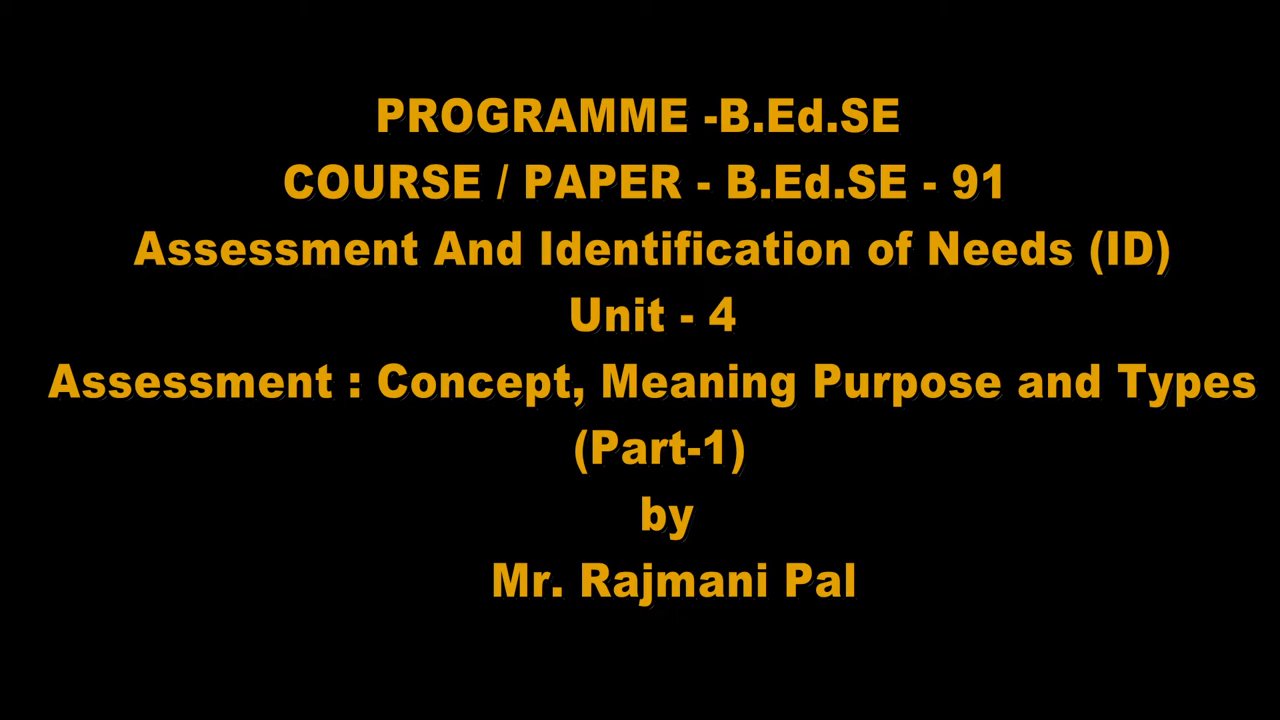 PROGRAMME -B.Ed.SE
COURSE / PAPER - B.Ed.SE - 91
Assessment And Identification of Needs (ID)
Unit - 4
Assessment : Concept, Meaning Purpose and Types
(Part-1)
by
Mr. Rajmani Pal